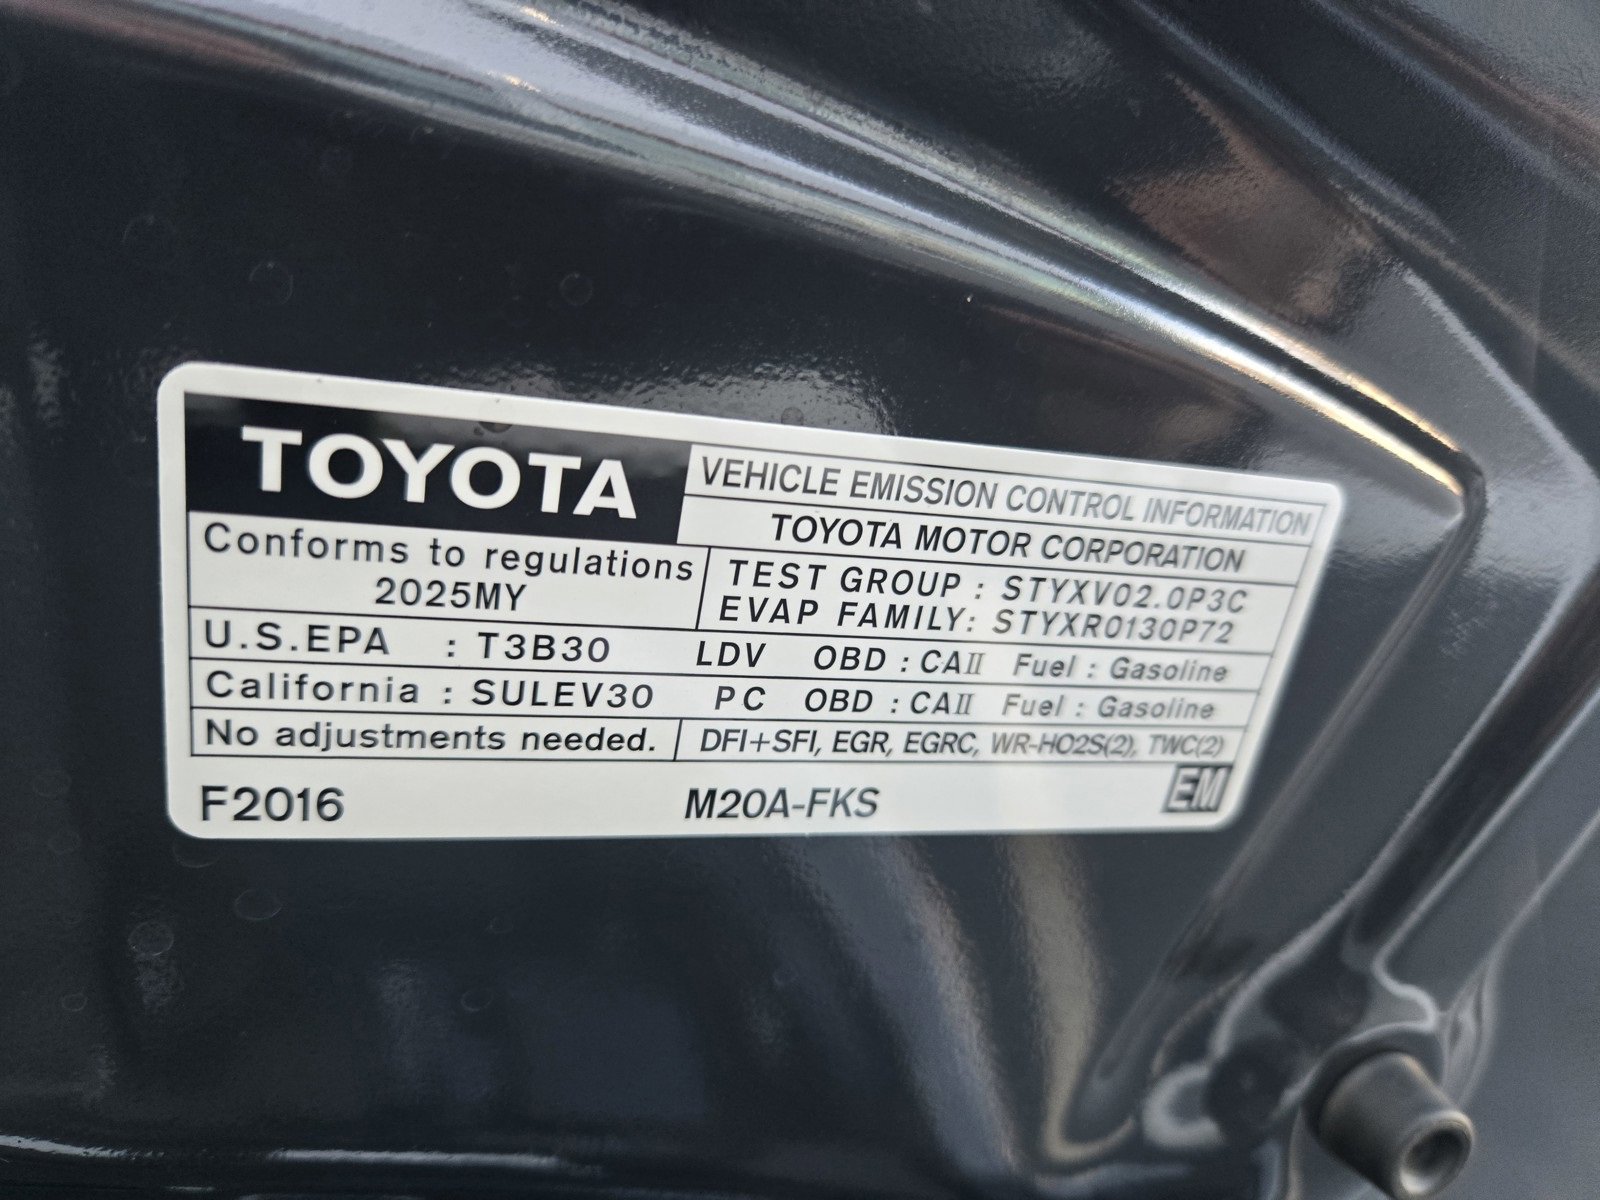 TOYOTA
VEHICLE EMISSION CONTROL INFORMATION
TOYOTA MOTOR CORPORATION
Conforms to regulations
2025MY
TEST GROUP : STYXV02.0P3C
EVAP FAMILY: STYXR0130P72
U.S.EPA : T3B30 LDV OBD : CAII Fuel : Gasoline
California : SULEV30 PC OBD : CAII Fuel : Gasoline
No adjustments needed. DFI+SFI, EGR, EGRC, WR-HO2S(2), TWC(2)
F2016 M20A-FKS EM